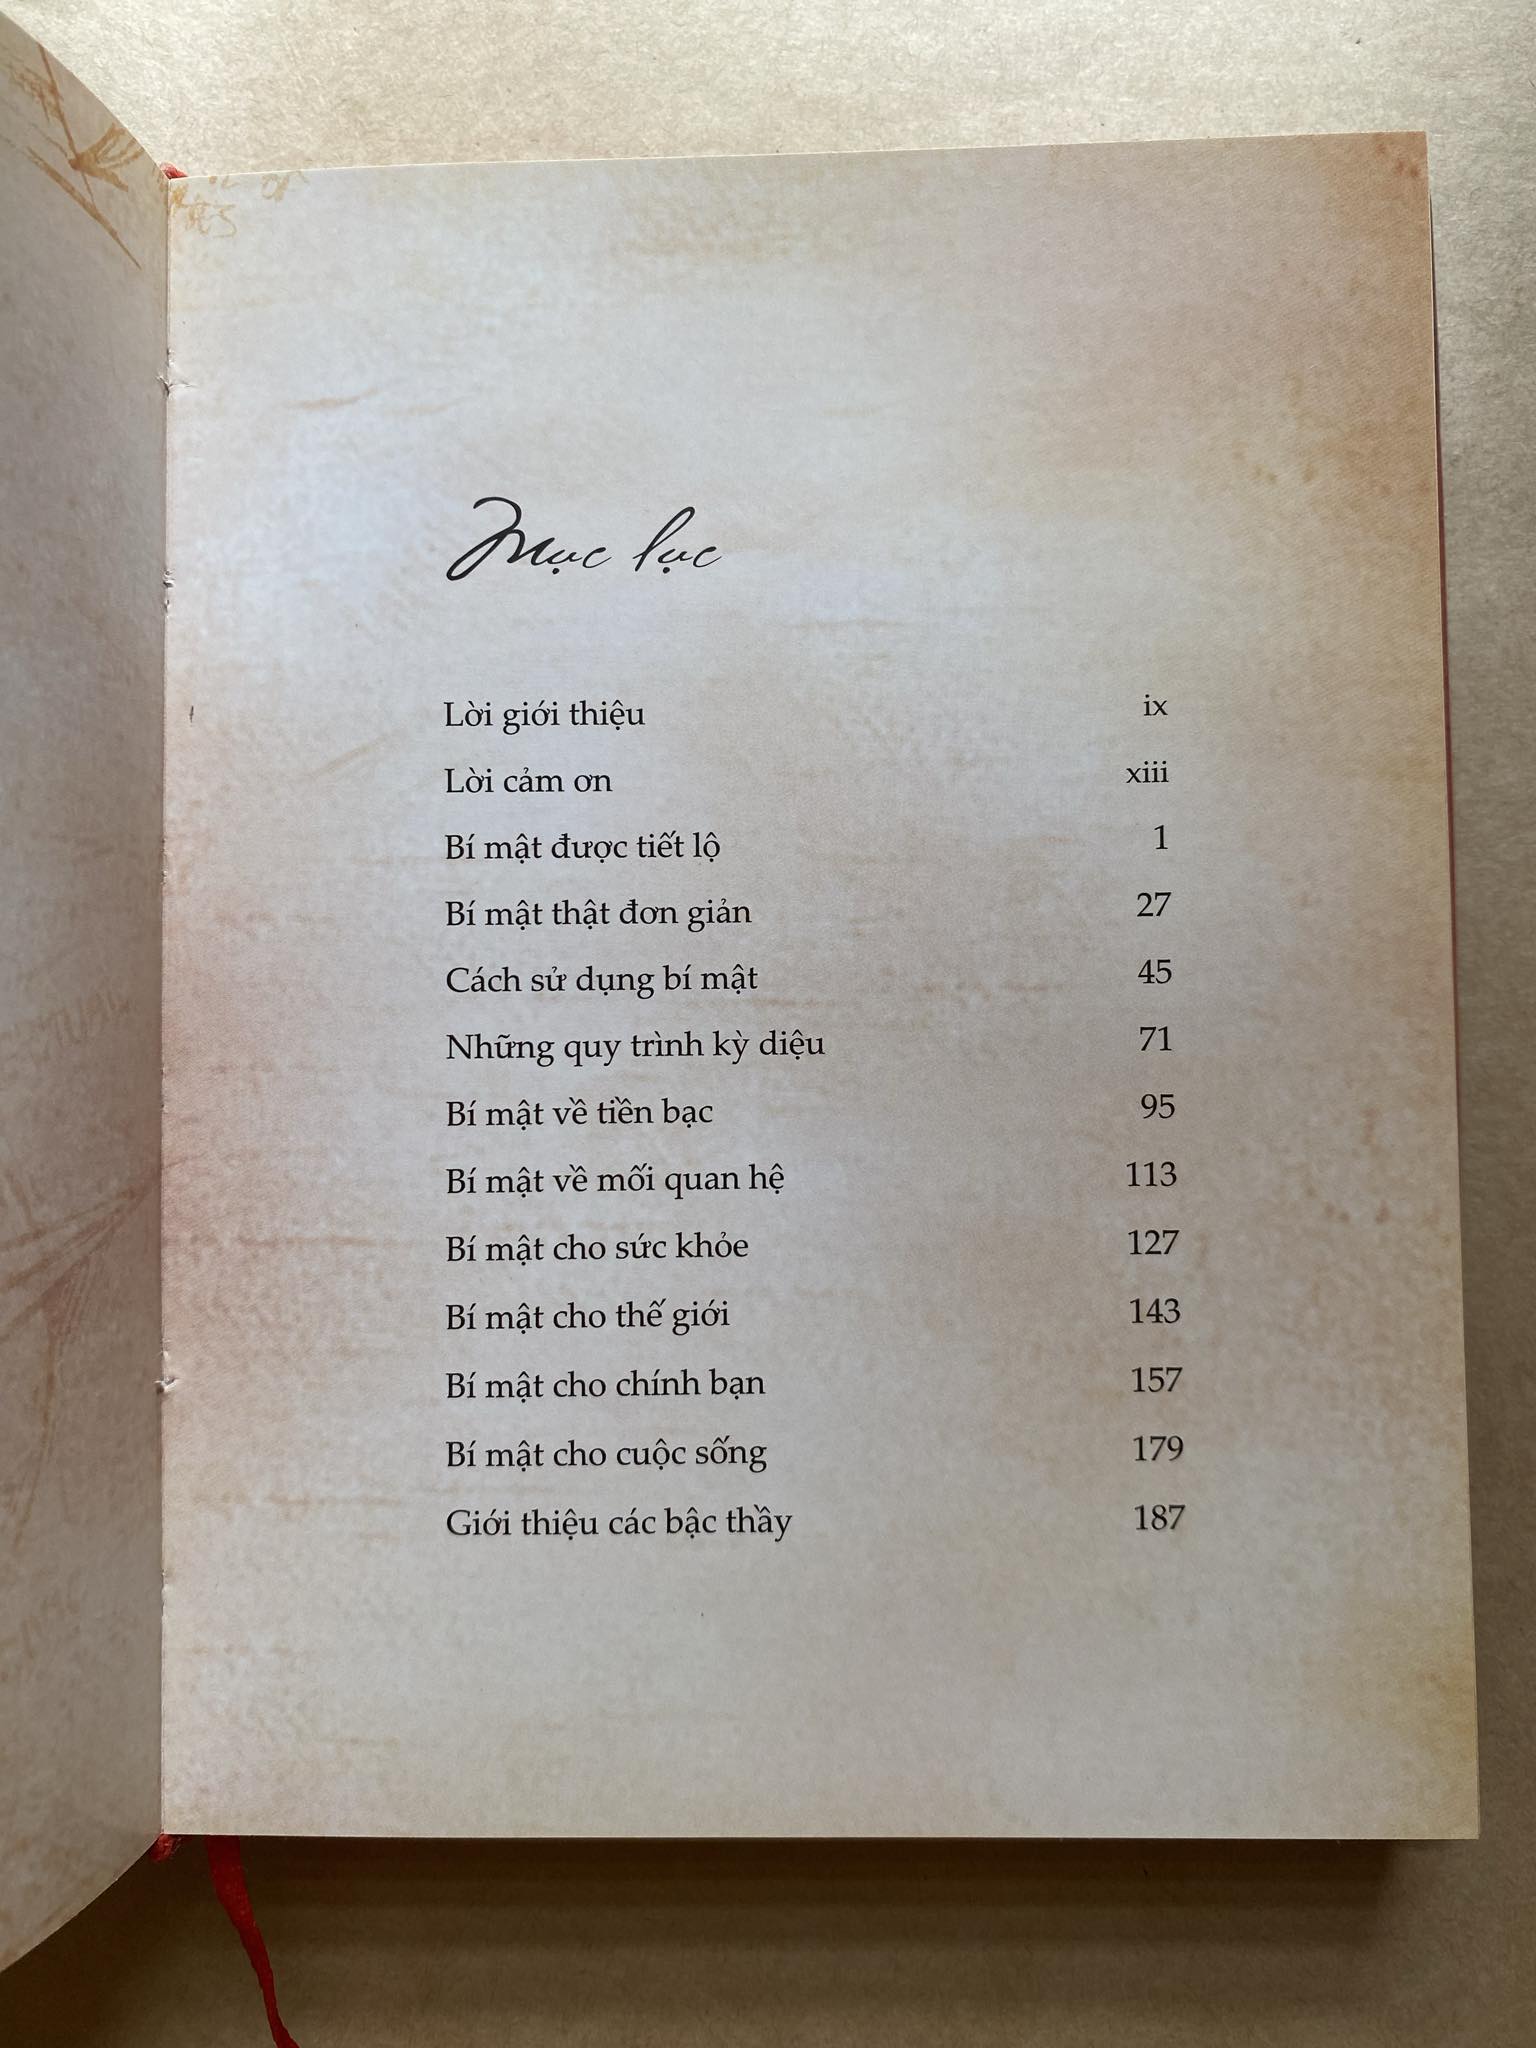 Mục lục
Lời giới thiệu ix
Lời cảm ơn xiii
Bí mật được tiết lộ 1
Bí mật thật đơn giản 27
Cách sử dụng bí mật 45
Những quy trình kỳ diệu 71
Bí mật về tiền bạc 95
Bí mật về mối quan hệ 113
Bí mật cho sức khỏe 127
Bí mật cho thế giới 143
Bí mật cho chính bạn 157
Bí mật cho cuộc sống 179
Giới thiệu các bậc thầy 187